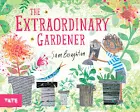 THE
EXTRAORDINARY
GARDENER
Sam Boughton
TATE